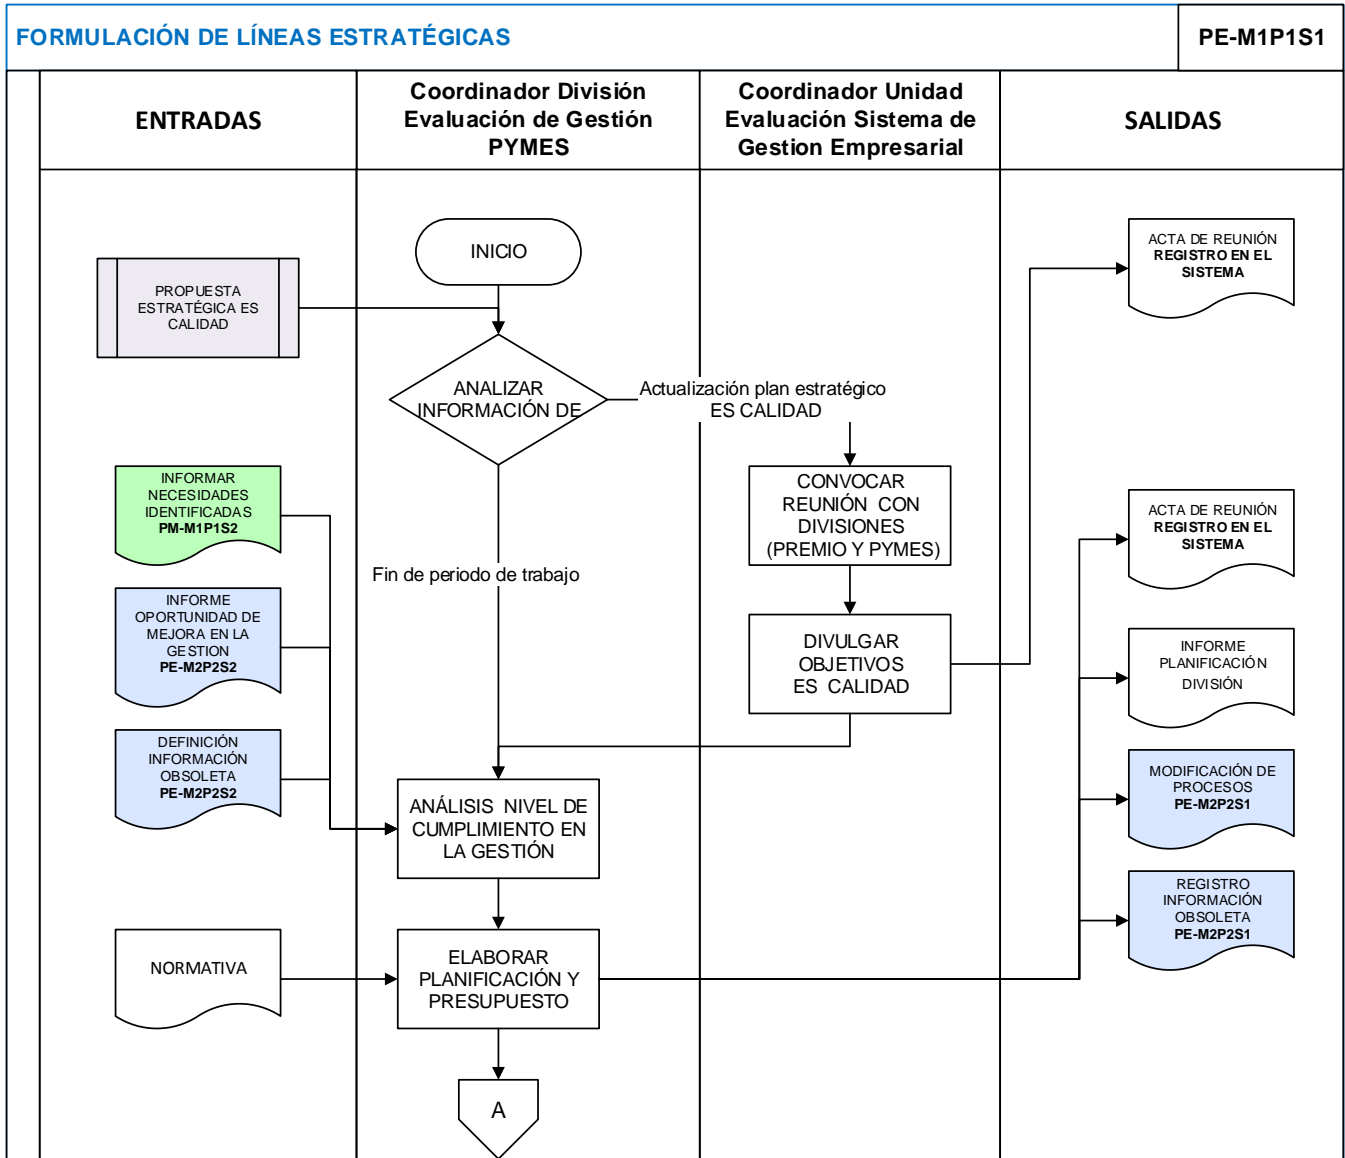 FORMULACIÓN DE LÍNEAS ESTRATÉGICAS
PE-M1P1S1
ENTRADAS
Coordinador División
Evaluación de Gestión
PYMES
Coordinador Unidad
Evaluación Sistema de
Gestion Empresarial
SALIDAS
INICIO
ACTA DE REUNIÓN
REGISTRO EN EL
SISTEMA
PROPUESTA
ESTRATÉGICA ES
CALIDAD
ANALIZAR
INFORMACIÓN DE
Actualización plan estratégico
ES CALIDAD
INFORMAR
NECESIDADES
IDENTIFICADAS
PM-M1P1S2
CONVOCAR
REUNIÓN CON
DIVISIONES
(PREMIO Y PYMES)
ACTA DE REUNIÓN
REGISTRO EN EL
SISTEMA
Fin de periodo de trabajo
INFORME
OPORTUNIDAD DE
MEJORA EN LA
GESTION
PE-M2P2S2
DIVULGAR
OBJETIVOS
ES CALIDAD
INFORME
PLANIFICACIÓN
DIVISIÓN
DEFINICIÓN
INFORMACIÓN
OBSOLETA
PE-M2P2S2
ANÁLISIS NIVEL DE
CUMPLIMIENTO EN
LA GESTIÓN
MODIFICACIÓN DE
PROCESOS
PE-M2P2S1
REGISTRO
INFORMACIÓN
OBSOLETA
PE-M2P2S1
NORMATIVA
ELABORAR
PLANIFICACIÓN Y
PRESUPUESTO
A